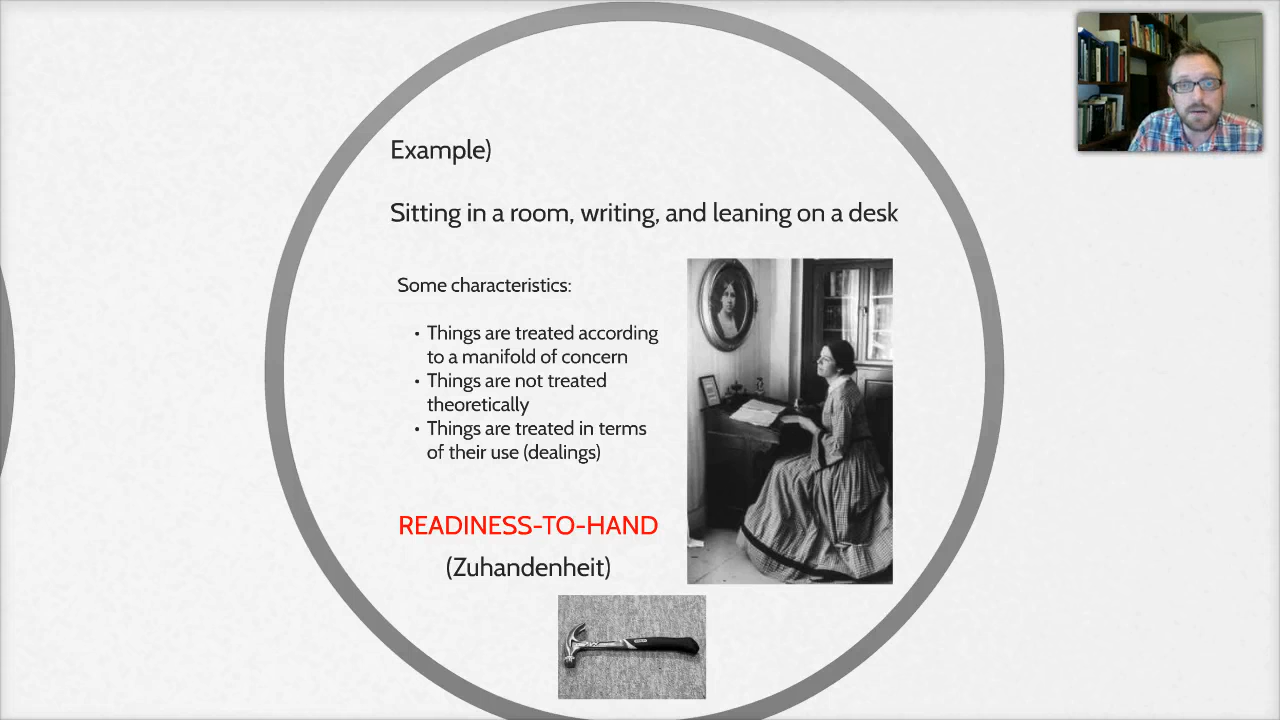 Example)
Sitting in a room, writing, and leaning on a desk
Some characteristics:
• Things are treated according
to a manifold of concern
• Things are not treated
theoretically
• Things are treated in terms
of their use (dealings)
READINESS-TO-HAND
(Zuhandenheit)